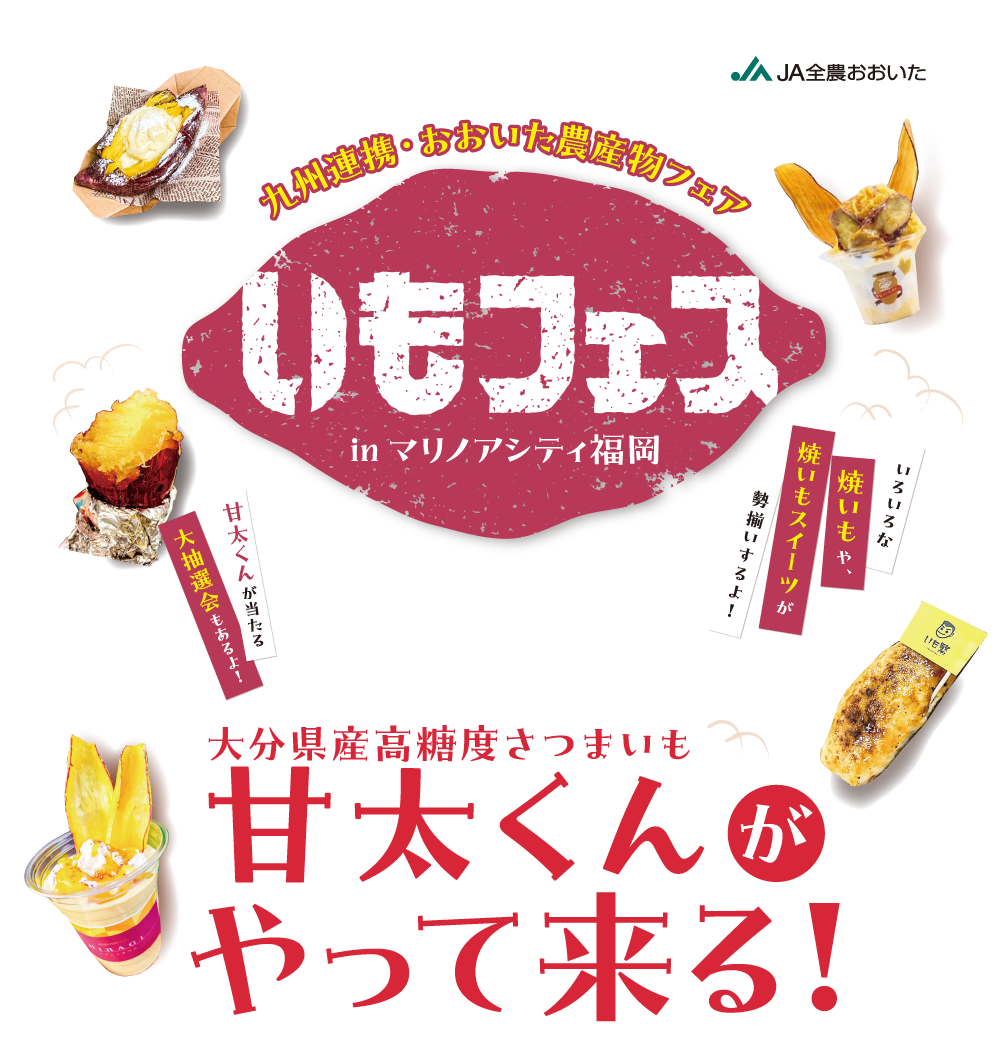 JA全農おおいた
九州連携・おおいた農産物フェア
いもフェス
in マリノアシティ福岡
いろいろな
焼いもや、
焼いもスイーツが
勢揃いするよ！
甘太くんが当たる
大抽選会もあるよ！
大分県産高糖度さつまいも
甘太くんが
やって来る！